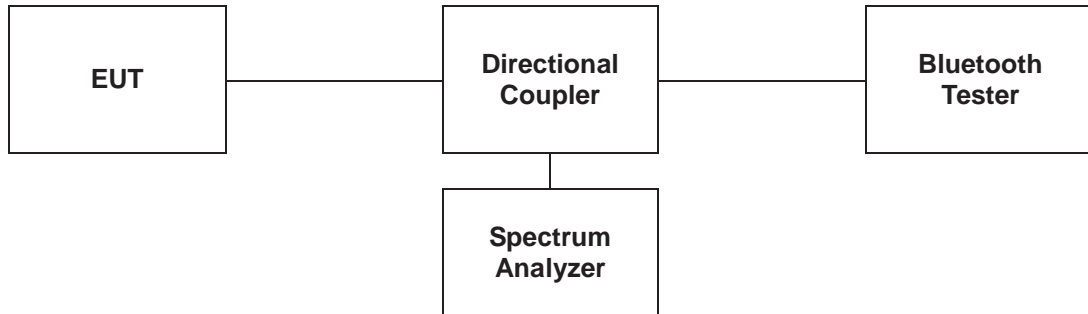 EUT
Directional
Coupler
Bluetooth
Tester
Spectrum
Analyzer